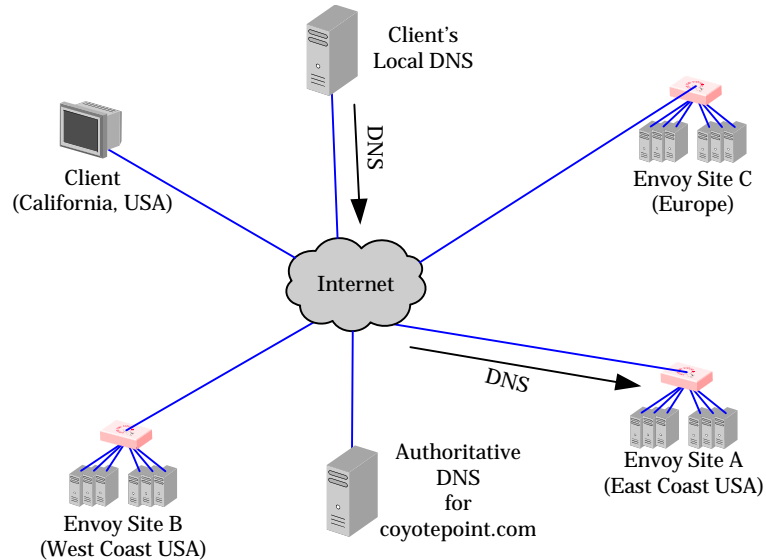 Client's
Local DNS
DNS
Client
(California, USA)
Envoy Site C
(Europe)
Internet
DNS
Envoy Site B
(West Coast USA)
Authoritative
DNS
for
coyotepoint.com
Envoy Site A
(East Coast USA)